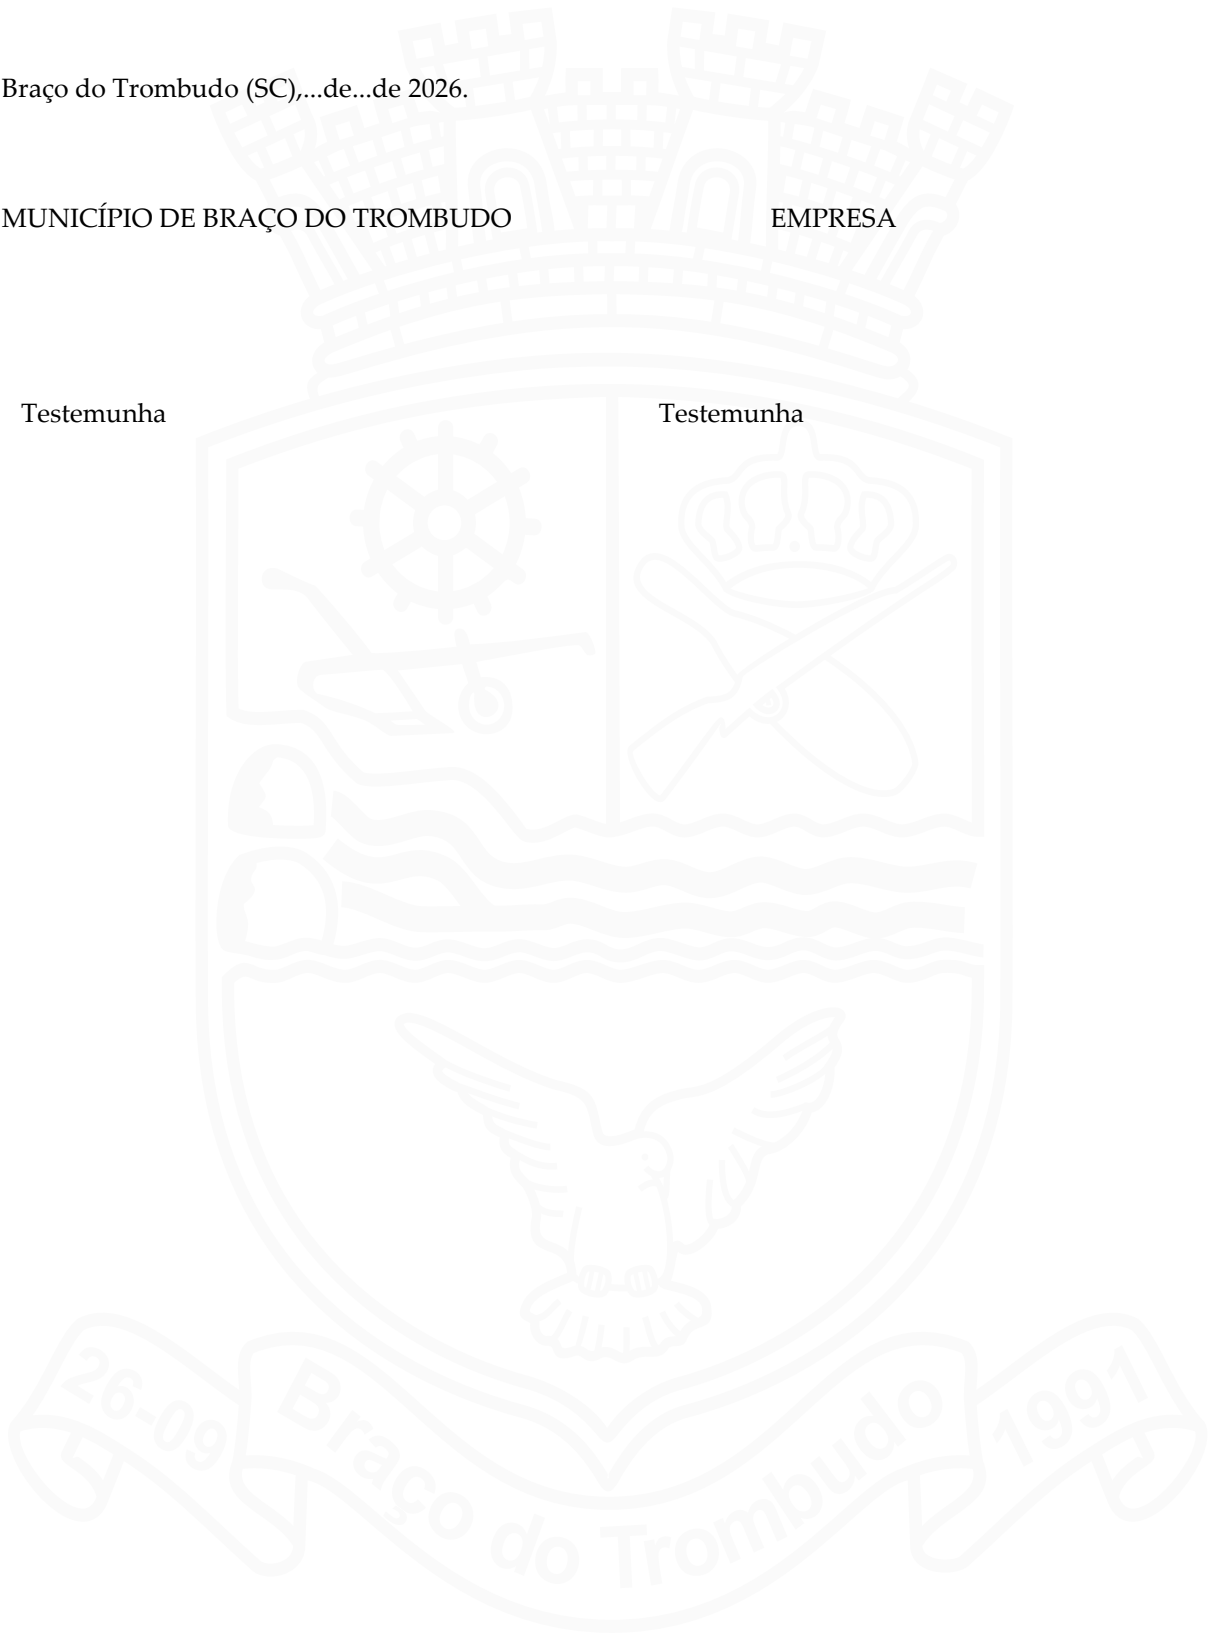 Braço do Trombudo (SC),...de...de 2026.
MUNICÍPIO DE BRAÇO DO TROMBUDO EMPRESA
Testemunha Testemunha
26-09 Braço do Trombudo 1991